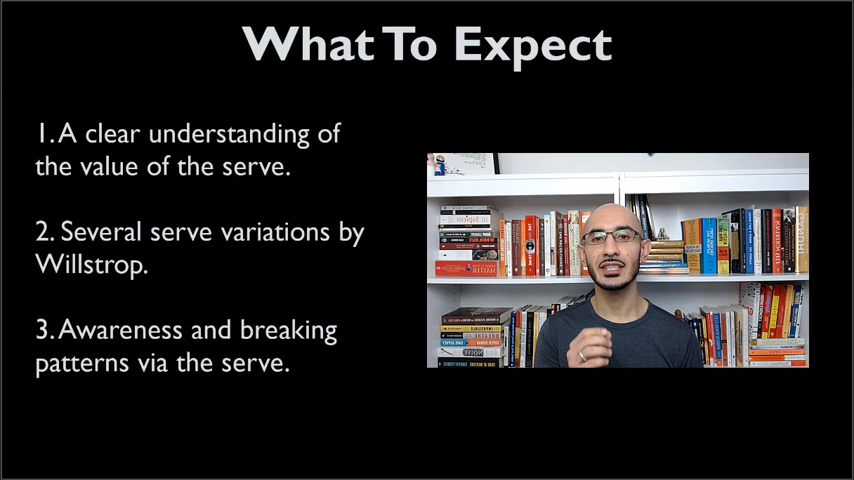 What To Expect
1. A clear understanding of
the value of the serve.
2. Several serve variations by
Willstrop.
3. Awareness and breaking
patterns via the serve.